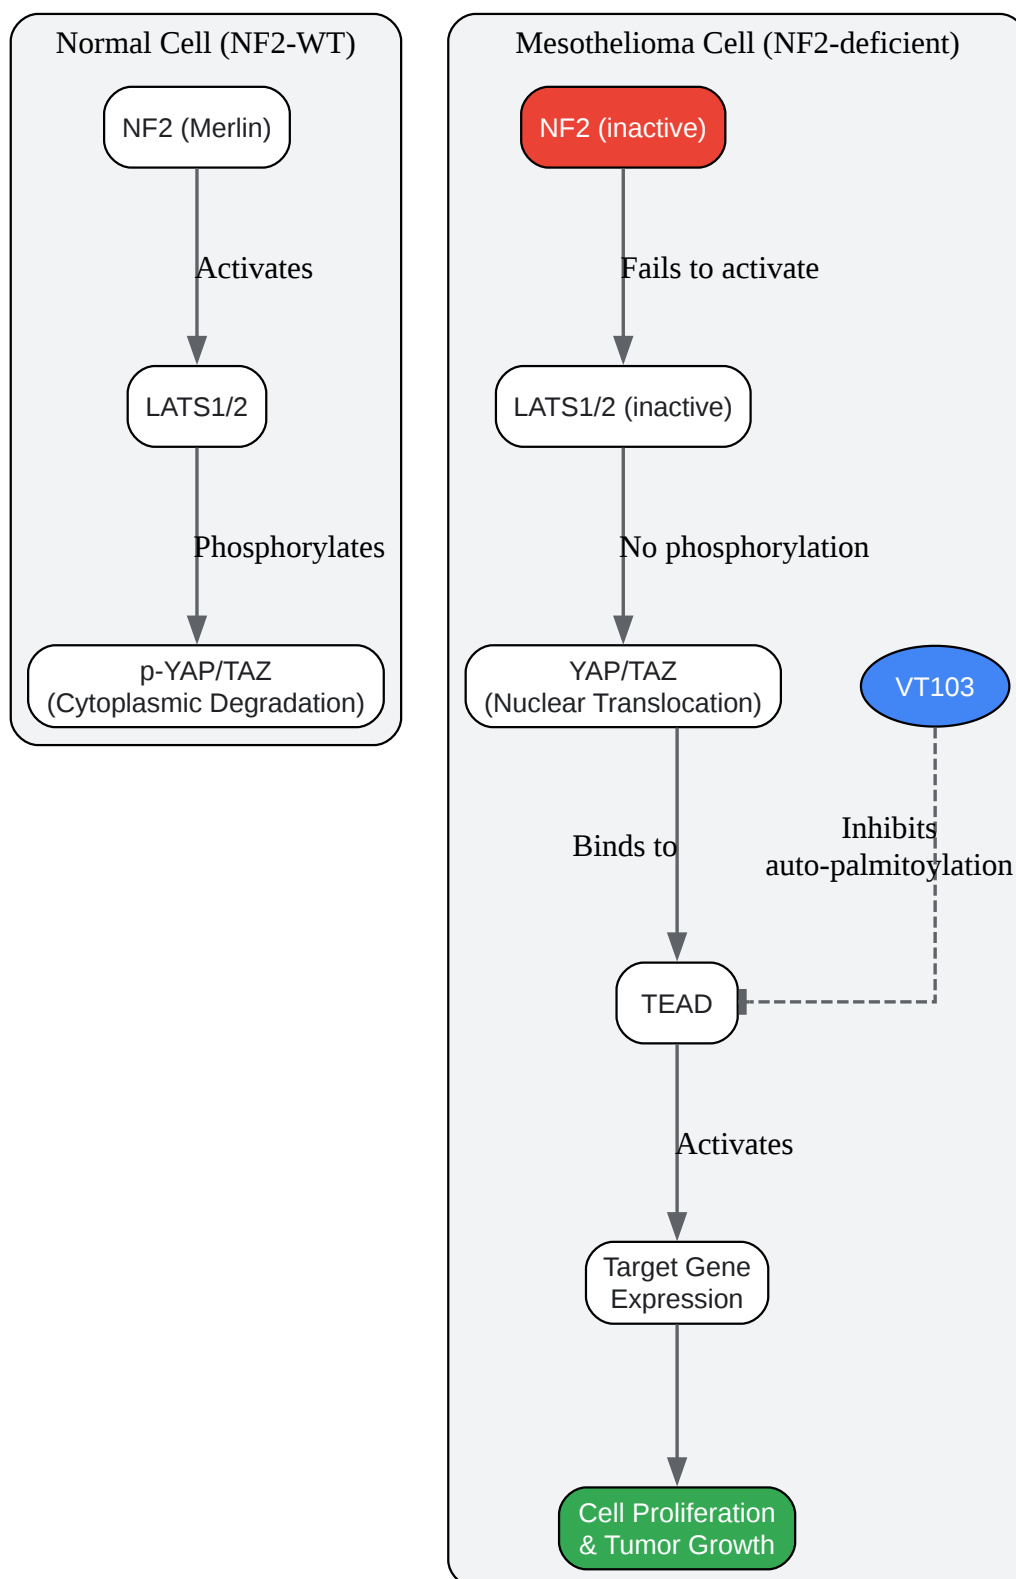 Normal Cell (NF2-WT)
NF2 (Merlin)
Activates
LATS1/2
Phosphorylates
p-YAP/TAZ
(Cytoplasmic Degradation)
Mesothelioma Cell (NF2-deficient)
NF2 (inactive)
Fails to activate
LATS1/2 (inactive)
No phosphorylation
YAP/TAZ
(Nuclear Translocation)
VT103
Binds to
Inhibits
auto-palmitoylation
TEAD
Activates
Target Gene
Expression
Cell Proliferation
& Tumor Growth